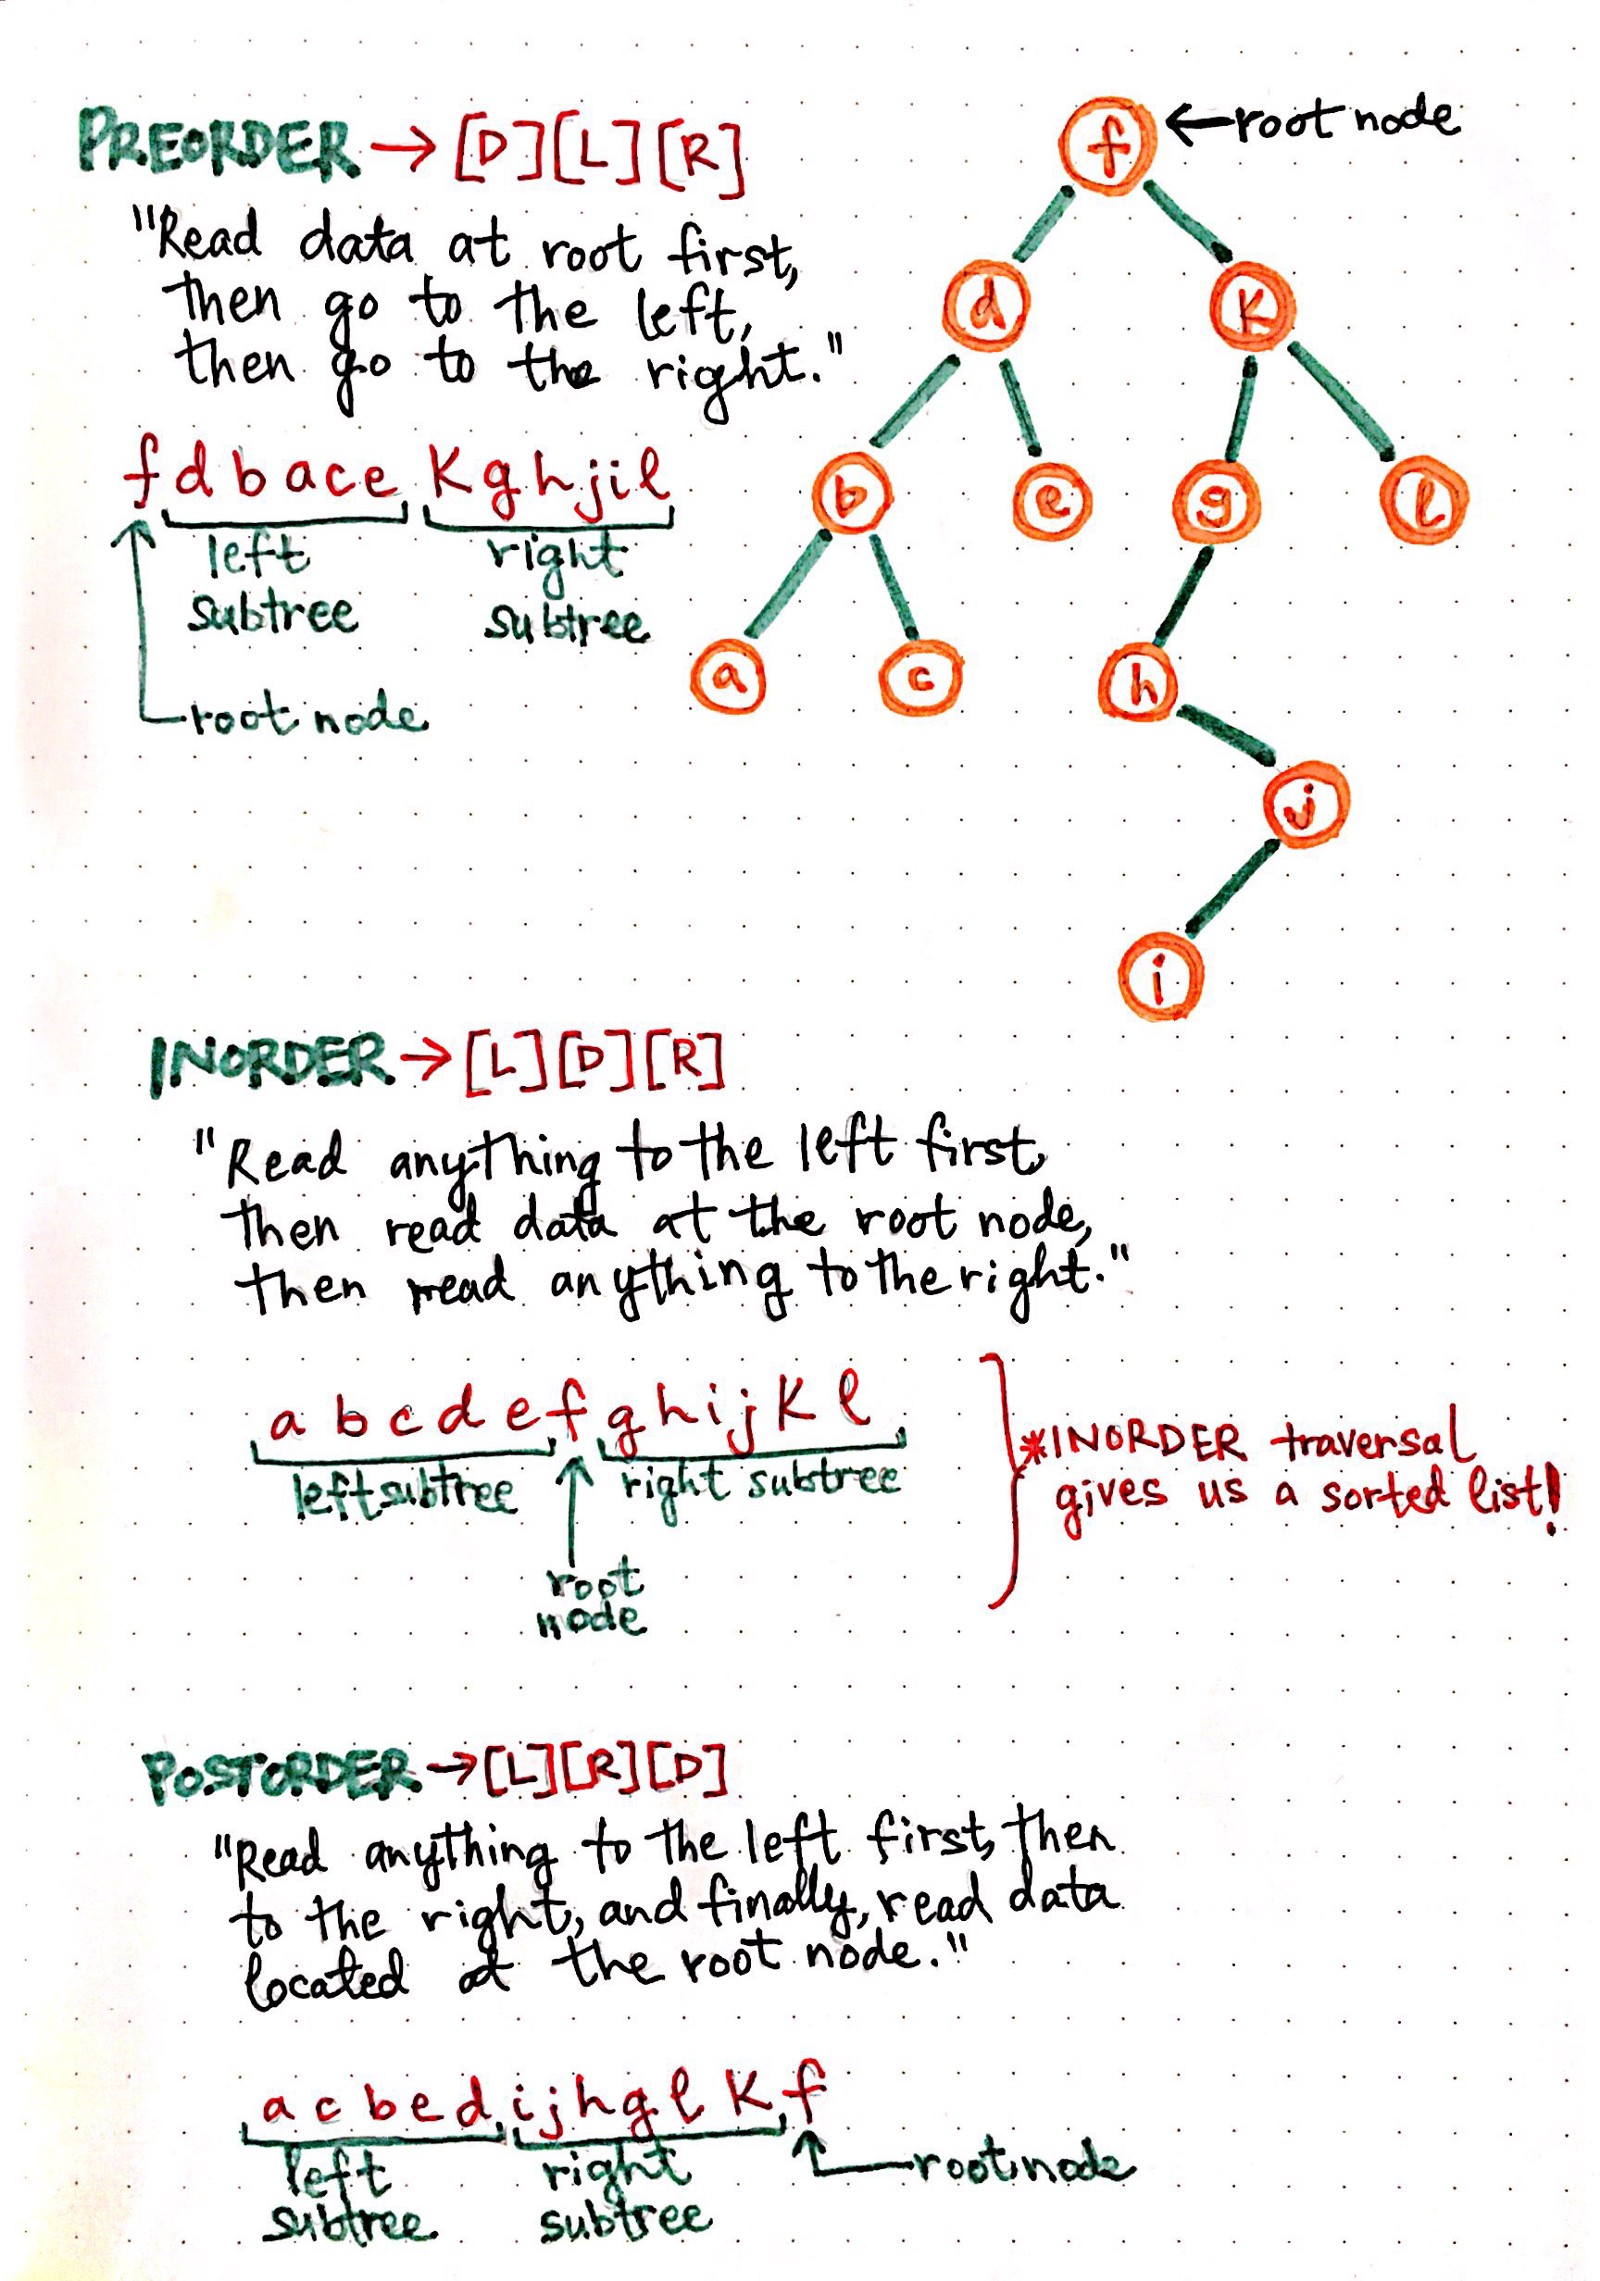 PREORDER → [D][L][R]
"Read data at root first,
then go to the left,
then go to the right."
f d b a c e k g h j i l
left subtree
right subtree
root node
← root node
f
d
k
b
e
g
l
a
c
h
j
i
INORDER → [L][D][R]
"Read anything to the left first,
then read data at the root node,
then read anything to the right."
a b c d e f g h i j k l
left subtree
right subtree
root
node
*INORDER traversal
gives us a sorted list!
POSTORDER → [L][R][D]
"Read anything to the left first, then
to the right, and finally, read data
located at the root node."
a c b e d i j h g l k f
left
subtree
right
subtree
root node